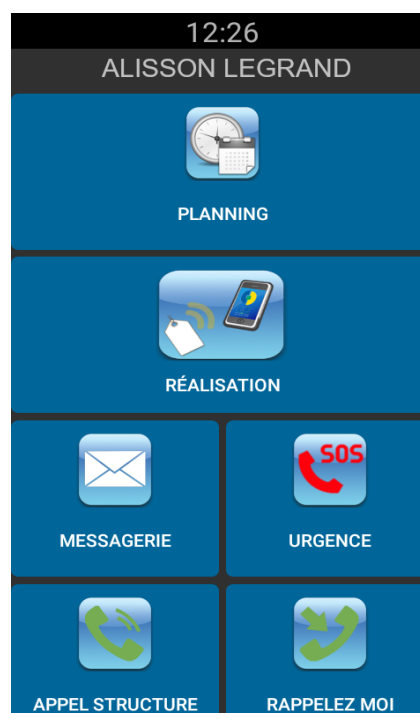 12:26
ALISSON LEGRAND
PLANNING
RÉALISATION
MESSAGERIE
SOS
URGENCE
APPEL STRUCTURE
RAPPELEZ MOI